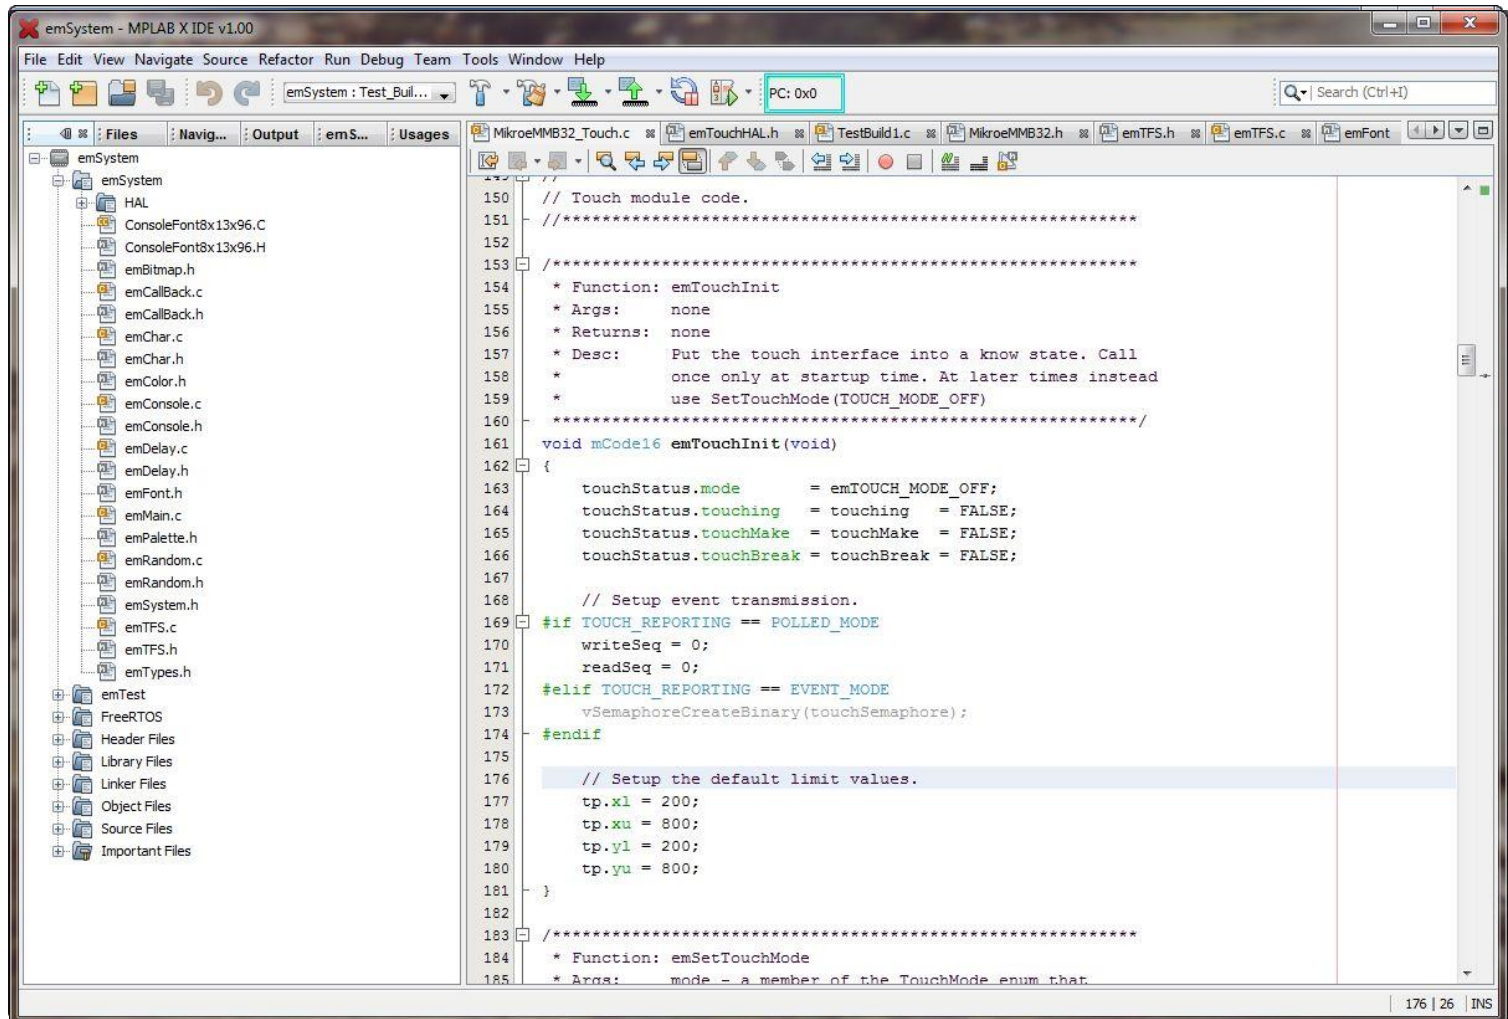 emSystem - MPLAB X IDE v1.00
File Edit View Navigate Source Refactor Run Debug Team Tools Window Help
emSystem : Test_Buil... PC: 0x0 Search (Ctrl+I)
Files Navig... Output emS... Usages
MikroeMMB32_Touch.c emTouchHAL.h TestBuild1.c MikroeMMB32.h emTFS.h emTFS.c emFont
emSystem
emSystem
HAL
ConsoleFont8x13x96.C
ConsoleFont8x13x96.H
emBitmap.h
emCallBack.c
emCallBack.h
emChar.c
emChar.h
emColor.h
emConsole.c
emConsole.h
emDelay.c
emDelay.h
emFont.h
emMain.c
emPalette.h
emRandom.c
emRandom.h
emSystem.h
emTFS.c
emTFS.h
emTypes.h
emTest
FreeRTOS
Header Files
Library Files
Linker Files
Object Files
Source Files
Important Files
149 //
150 // Touch module code.
151 //**********************************************************
152
153 /***********************************************************
154 * Function: emTouchInit
155 * Args: none
156 * Returns: none
157 * Desc: Put the touch interface into a know state. Call
158 * once only at startup time. At later times instead
159 * use SetTouchMode(TOUCH_MODE_OFF)
160 ***********************************************************/
161 void mCode16 emTouchInit(void)
162 {
163 touchStatus.mode = emTOUCH_MODE_OFF;
164 touchStatus.touching = touching = FALSE;
165 touchStatus.touchMake = touchMake = FALSE;
166 touchStatus.touchBreak = touchBreak = FALSE;
167
168 // Setup event transmission.
169 #if TOUCH_REPORTING == POLLED_MODE
170 writeSeq = 0;
171 readSeq = 0;
172 #elif TOUCH_REPORTING == EVENT_MODE
173 vSemaphoreCreateBinary(touchSemaphore);
174 #endif
175
176 // Setup the default limit values.
177 tp.xl = 200;
178 tp.xu = 800;
179 tp.yl = 200;
180 tp.yu = 800;
181 }
182
183 /***********************************************************
184 * Function: emSetTouchMode
185 * Args: mode - a member of the TouchMode enum that
176 | 26 INS